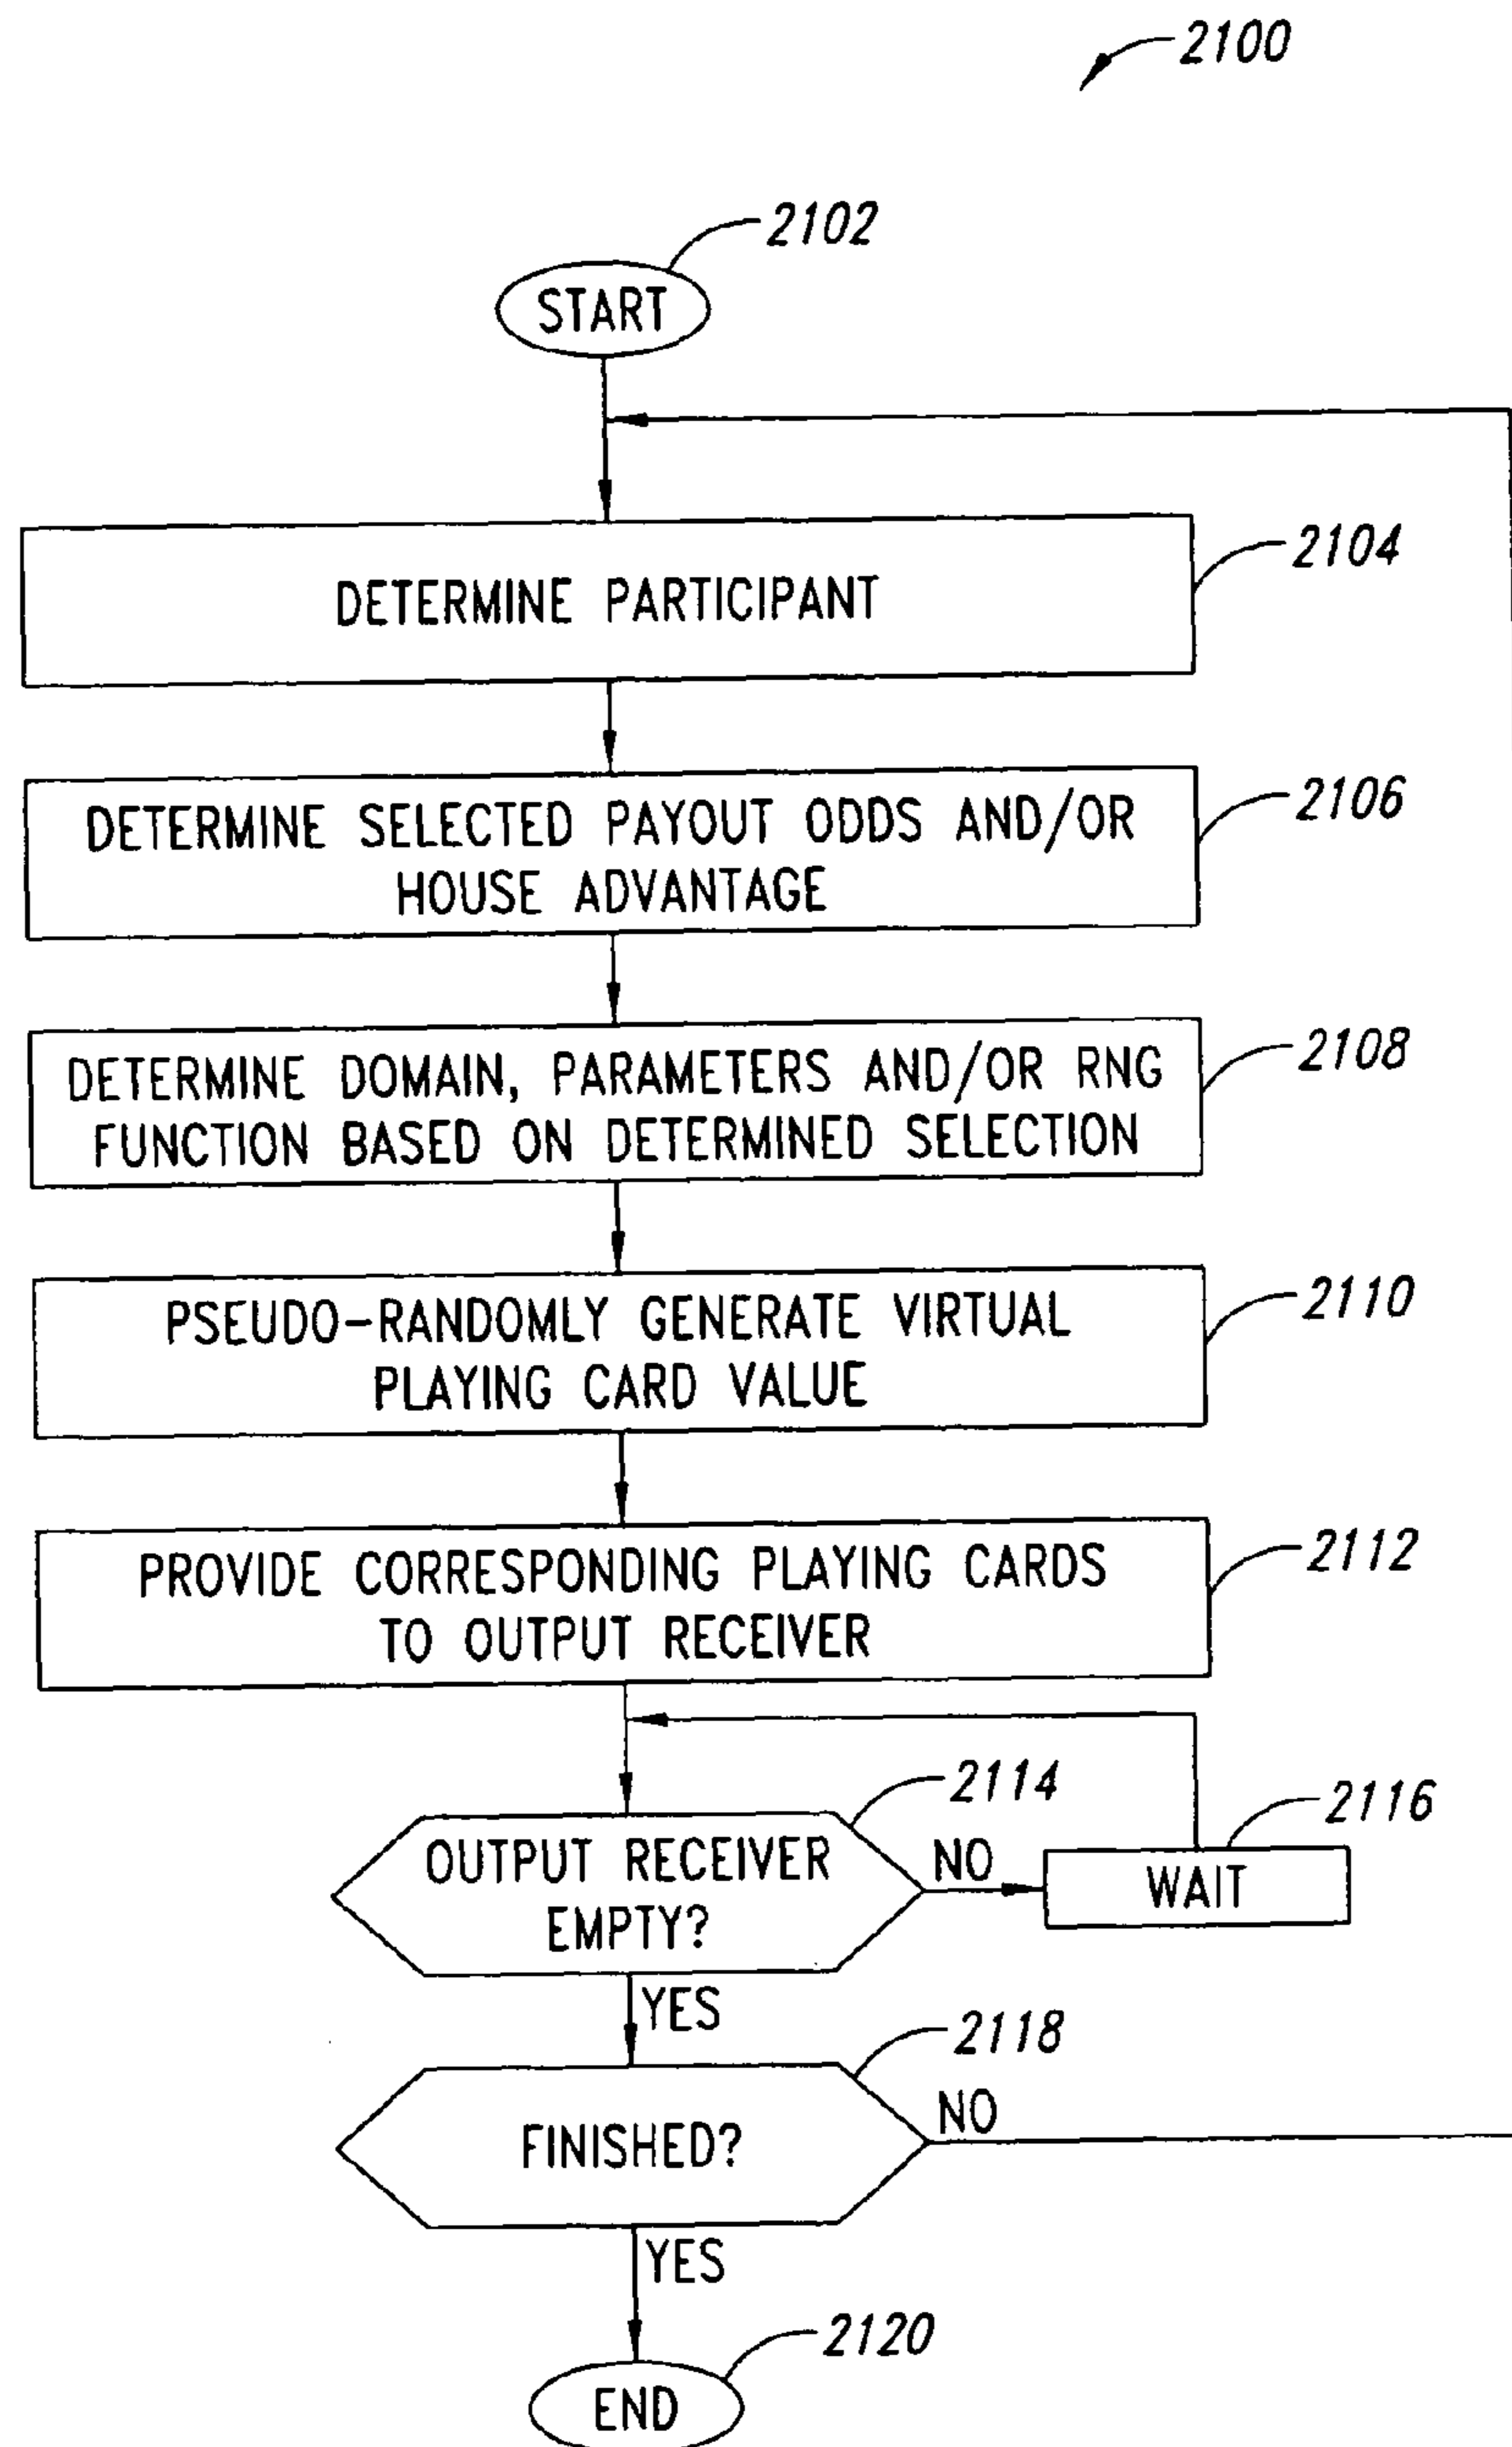 2100
2102
START
2104
DETERMINE PARTICIPANT
2106
DETERMINE SELECTED PAYOUT ODDS AND/OR
HOUSE ADVANTAGE
2108
DETERMINE DOMAIN, PARAMETERS AND/OR RNG
FUNCTION BASED ON DETERMINED SELECTION
2110
PSEUDO-RANDOMLY GENERATE VIRTUAL
PLAYING CARD VALUE
2112
PROVIDE CORRESPONDING PLAYING CARDS
TO OUTPUT RECEIVER
2114
2116
OUTPUT RECEIVER
EMPTY?
NO
WAIT
YES
2118
FINISHED?
NO
YES
2120
END